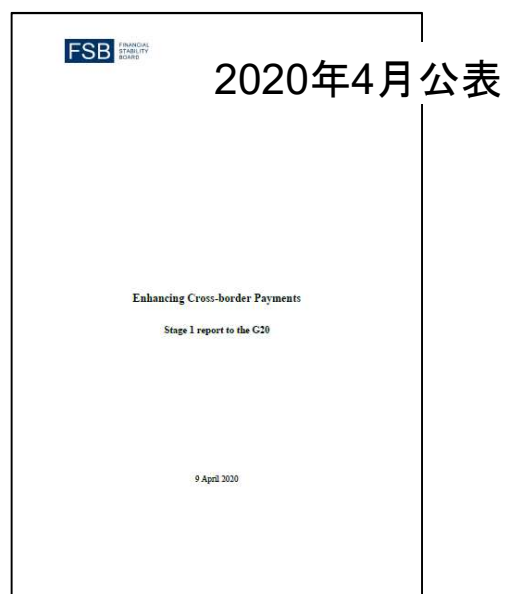 FSB FINANCIAL
STABILITY
BOARD
2020年4月公表
Enhancing Cross-border Payments
Stage 1 report to the G20
9 April 2020